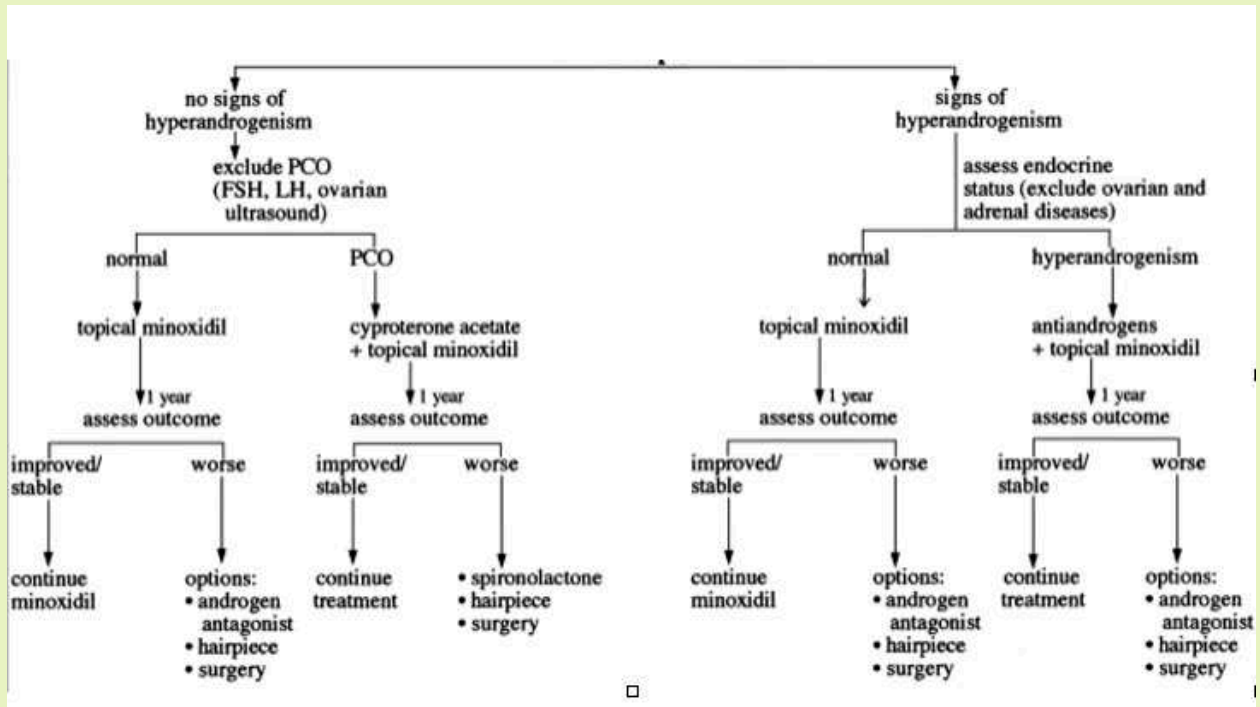 no signs of
hyperandrogenism
exclude PCO
(FSH, LH, ovarian
ultrasound)
normal
PCO
topical minoxidil
cyproterone acetate
+ topical minoxidil
1 year
assess outcome
1 year
assess outcome
improved/
stable
worse
improved/
stable
worse
continue
minoxidil
options:
• androgen
antagonist
• hairpiece
• surgery
continue
treatment
• spironolactone
• hairpiece
• surgery
signs of
hyperandrogenism
assess endocrine
status (exclude ovarian and
adrenal diseases)
normal
hyperandrogenism
topical minoxidil
antiandrogens
+ topical minoxidil
1 year
assess outcome
1 year
assess outcome
improved/
stable
worse
improved/
stable
worse
continue
minoxidil
options:
• androgen
antagonist
• hairpiece
• surgery
continue
treatment
options:
• androgen
antagonist
• hairpiece
• surgery